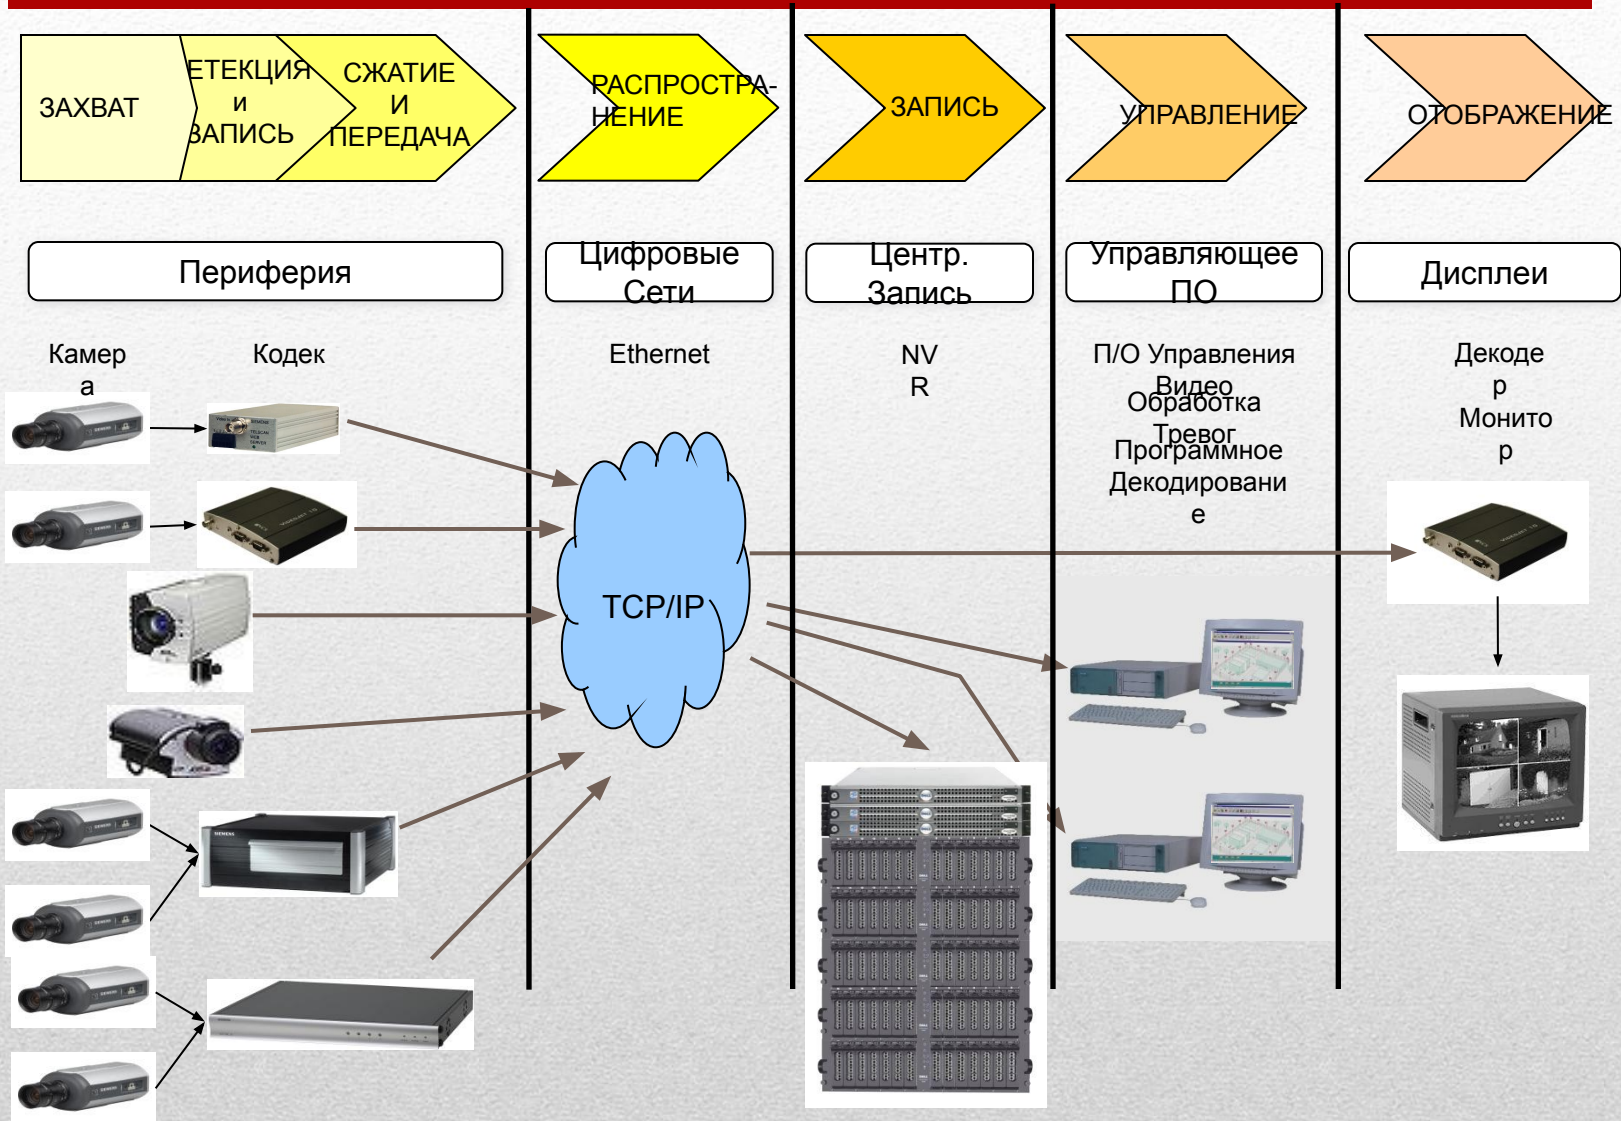 ЗАХВАТ
ЕТЕКЦИЯ
и
ЗАПИСЬ
СЖАТИЕ
И
ПЕРЕДАЧА
РАСПРОСТРА-
НЕНИЕ
ЗАПИСЬ
УПРАВЛЕНИЕ
ОТОБРАЖЕНИЕ
Периферия
Цифровые
Сети
Центр.
Запись
Управляющее
ПО
Дисплеи
Камер
а
Кодек
Ethernet
NV
R
П/О Управления
Видео
Обработка
Тревог
Программное
Декодировани
е
Декоде
р
Монито
р
TCP/IP
SIEMENS